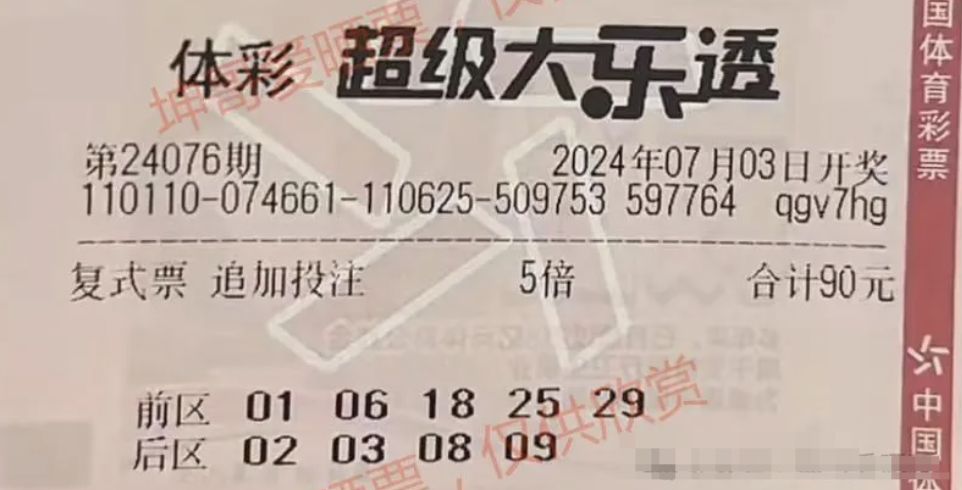 体彩 超级大乐透
第24076期 2024年07月03日开奖
110110-074661-110625-509753 597764 qgv7hg
复式票 追加投注 5倍 合计90元
前区 01 06 18 25 29
后区 02 03 08 09
坤哥爱晒票，仅供欣赏
晒票，仅供欣赏
国体育彩票
中国体